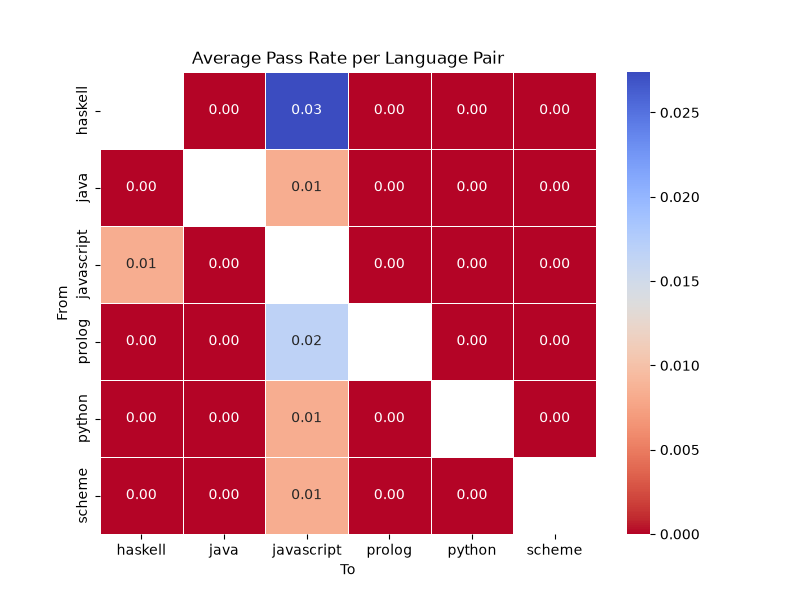 Average Pass Rate per Language Pair
haskell
0.00 0.03 0.00 0.00 0.00
java
0.00 0.01 0.00 0.00 0.00
javascript
0.01 0.00 0.00 0.00 0.00
From
prolog
0.00 0.00 0.02 0.00 0.00
python
0.00 0.00 0.01 0.00 0.00
scheme
0.00 0.00 0.01 0.00 0.00
haskell java javascript prolog python scheme
To
0.025
0.020
0.015
0.010
0.005
0.000